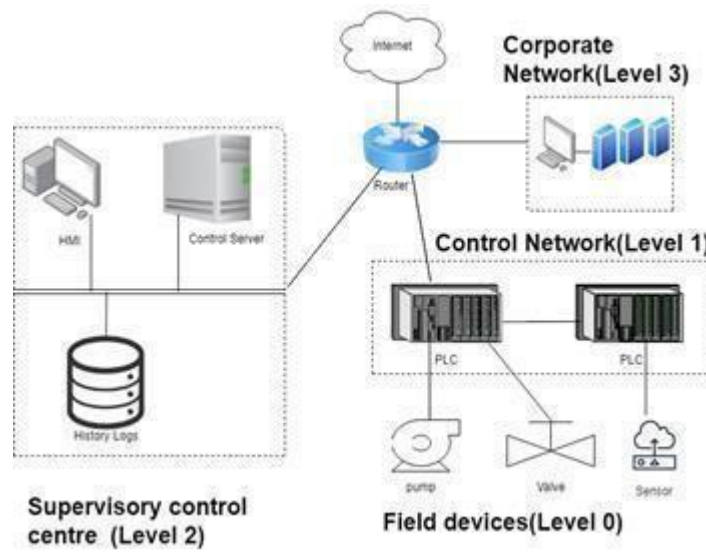 Internet
Corporate
Network(Level 3)
Router
HMI
Control Server
Control Network(Level 1)
PLC
PLC
History Logs
pump
Valve
Sensor
Supervisory control
centre (Level 2)
Field devices(Level 0)